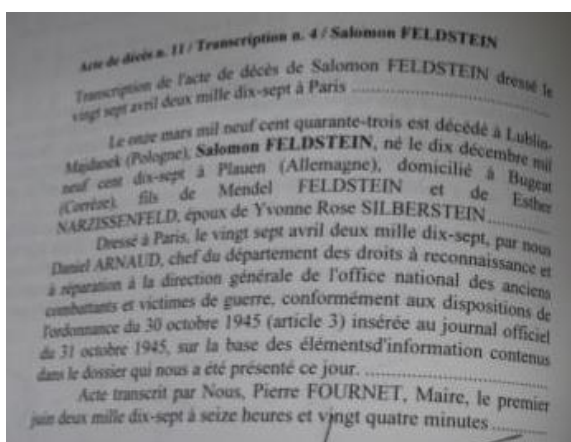 Acte de décès n. 11 / Transcription n. 4 / Salomon FELDSTEIN
Transcription de l'acte de décès de Salomon FELDSTEIN dressé le
vingt sept avril deux mille dix-sept à Paris ........................................
Le onze mars mil neuf cent quarante-trois est décédé à Lublin-
Majdanek (Pologne), Salomon FELDSTEIN, né le dix décembre mil
neuf cent dix-sept à Plauen (Allemagne), domicilié à Bugeat
(Corrèze), fils de Mendel FELDSTEIN et de Esther
NARZISSENFELD, époux de Yvonne Rose SILBERSTEIN ...............
Dressé à Paris, le vingt sept avril deux mille dix-sept, par nous
Daniel ARNAUD, chef du département des droits à reconnaissance et
à réparation à la direction générale de l'office national des anciens
combattants et victimes de guerre, conformément aux dispositions de
l'ordonnance du 30 octobre 1945 (article 3) insérée au journal officiel
du 31 octobre 1945, sur la base des élémentsd'information contenus
dans le dossier qui nous a été présenté ce jour. ....................................
Acte transcrit par Nous, Pierre FOURNET, Maire, le premier
juin deux mille dix-sept à seize heures et vingt quatre minutes ...........